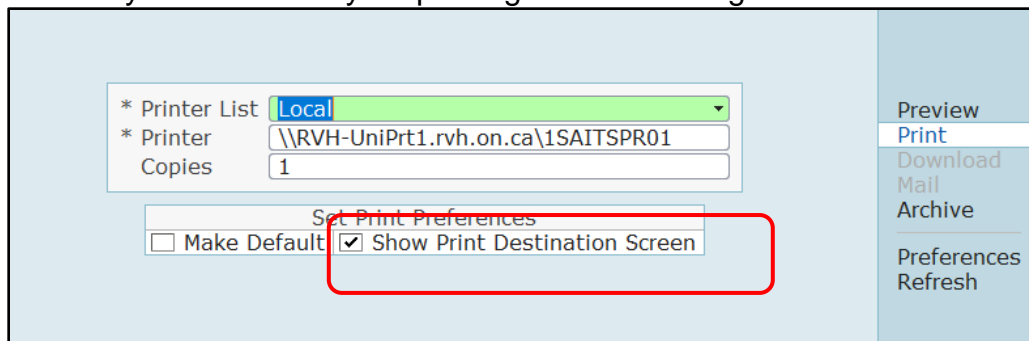 * Printer List Local
* Printer \\RVH-UniPrt1.rvh.on.ca\1SAITSPR01
Copies 1
Set Print Preferences
Make Default Show Print Destination Screen
Preview
Print
Download
Mail
Archive
Preferences
Refresh